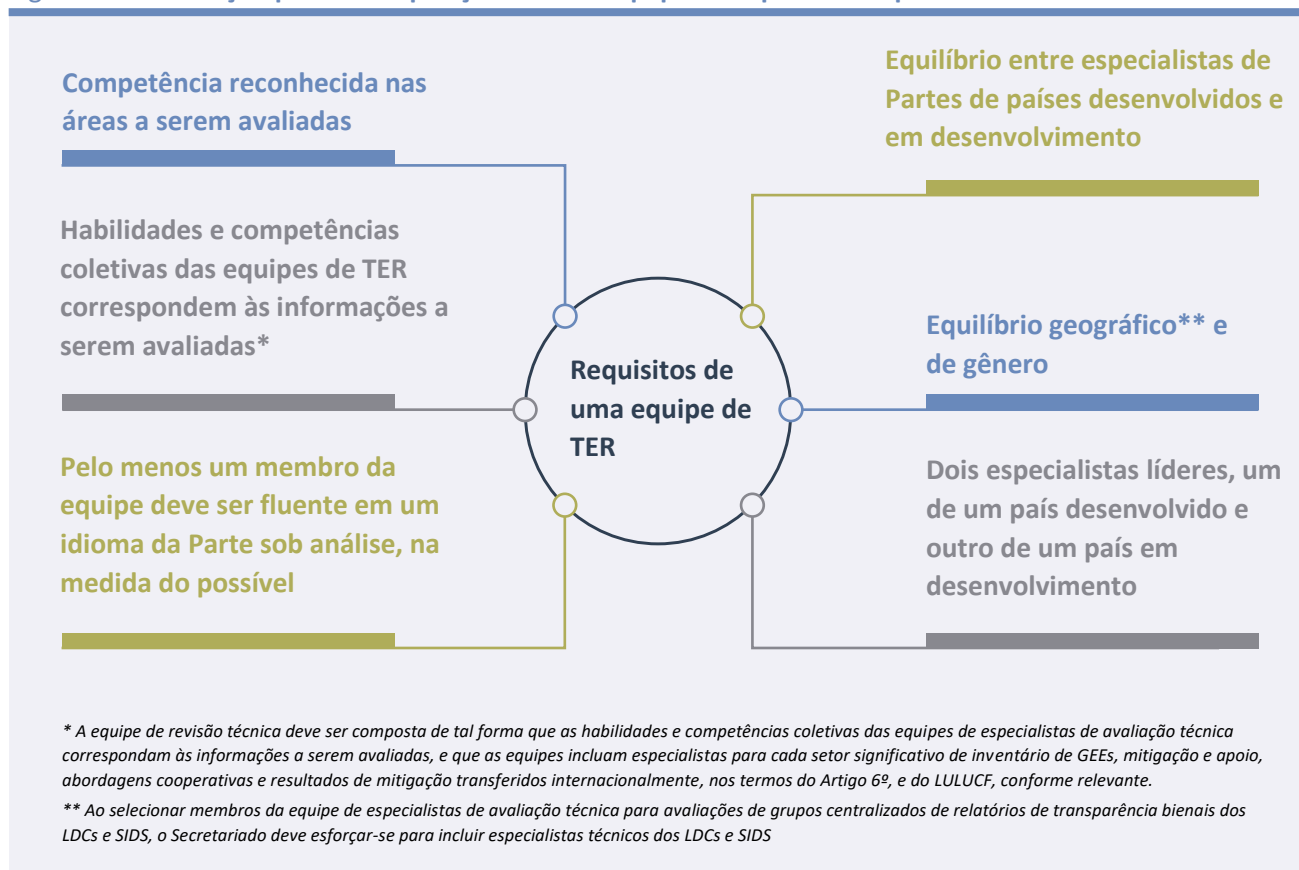 Competência reconhecida nas
áreas a serem avaliadas
Habilidades e competências
coletivas das equipes de TER
correspondem às informações a
serem avaliadas*
Pelo menos um membro da
equipe deve ser fluente em um
idioma da Parte sob análise, na
medida do possível
Requisitos de
uma equipe de
TER
Equilíbrio entre especialistas de
Partes de países desenvolvidos e
em desenvolvimento
Equilíbrio geográfico** e
de gênero
Dois especialistas líderes, um
de um país desenvolvido e
outro de um país em
desenvolvimento
* A equipe de revisão técnica deve ser composta de tal forma que as habilidades e competências coletivas das equipes de especialistas de avaliação técnica
correspondam às informações a serem avaliadas, e que as equipes incluam especialistas para cada setor significativo de inventário de GEEs, mitigação e apoio,
abordagens cooperativas e resultados de mitigação transferidos internacionalmente, nos termos do Artigo 6º, e do LULUCF, conforme relevante.
** Ao selecionar membros da equipe de especialistas de avaliação técnica para avaliações de grupos centralizados de relatórios de transparência bienais dos
LDCs e SIDS, o Secretariado deve esforçar-se para incluir especialistas técnicos dos LDCs e SIDS